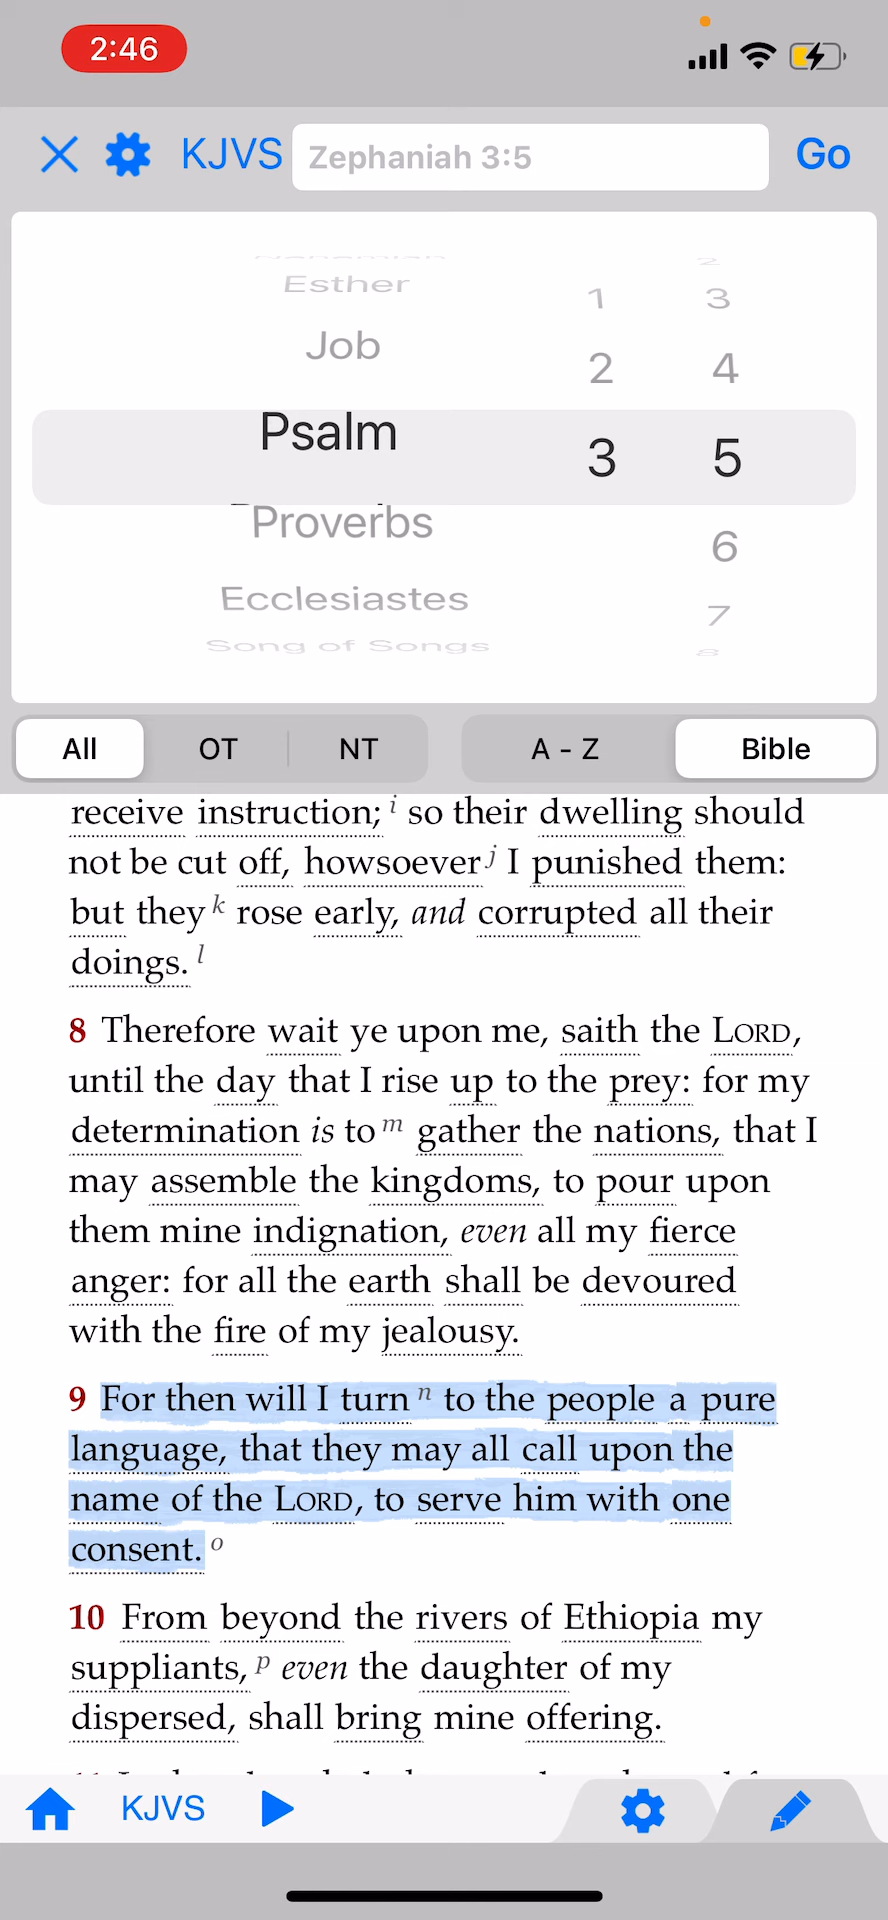 2:46
KJVS Zephaniah 3:5 Go
2
Esther 1 3
Job 2 4
Psalm 3 5
Proverbs 6
Ecclesiastes 7
Song of Songs 8
All OT NT A - Z Bible
receive instruction; i so their dwelling should
not be cut off, howsoever j I punished them:
but they k rose early, and corrupted all their
doings. l
8 Therefore wait ye upon me, saith the LORD,
until the day that I rise up to the prey: for my
determination is to m gather the nations, that I
may assemble the kingdoms, to pour upon
them mine indignation, even all my fierce
anger: for all the earth shall be devoured
with the fire of my jealousy.
9 For then will I turn n to the people a pure
language, that they may all call upon the
name of the LORD, to serve him with one
consent. o
10 From beyond the rivers of Ethiopia my
suppliants, p even the daughter of my
dispersed, shall bring mine offering.
KJVS